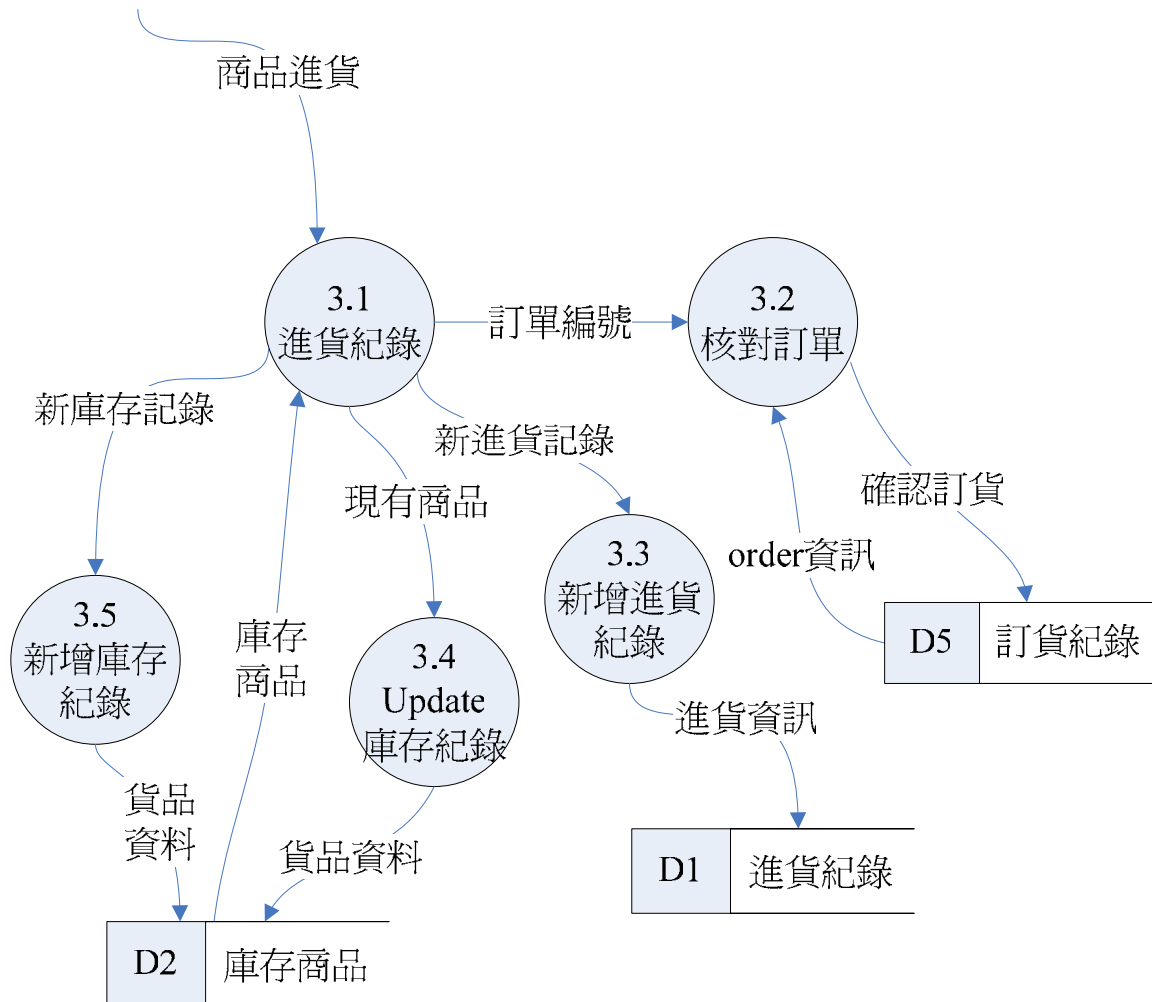 商品進貨
3.1
進貨紀錄
訂單編號
3.2
核對訂單
新庫存記錄
新進貨記錄
現有商品
確認訂貨
order資訊
3.3
新增進貨
紀錄
3.5
新增庫存
紀錄
庫存
商品
3.4
Update
庫存紀錄
D5
訂貨紀錄
進貨資訊
貨品
資料
貨品資料
D1
進貨紀錄
D2
庫存商品